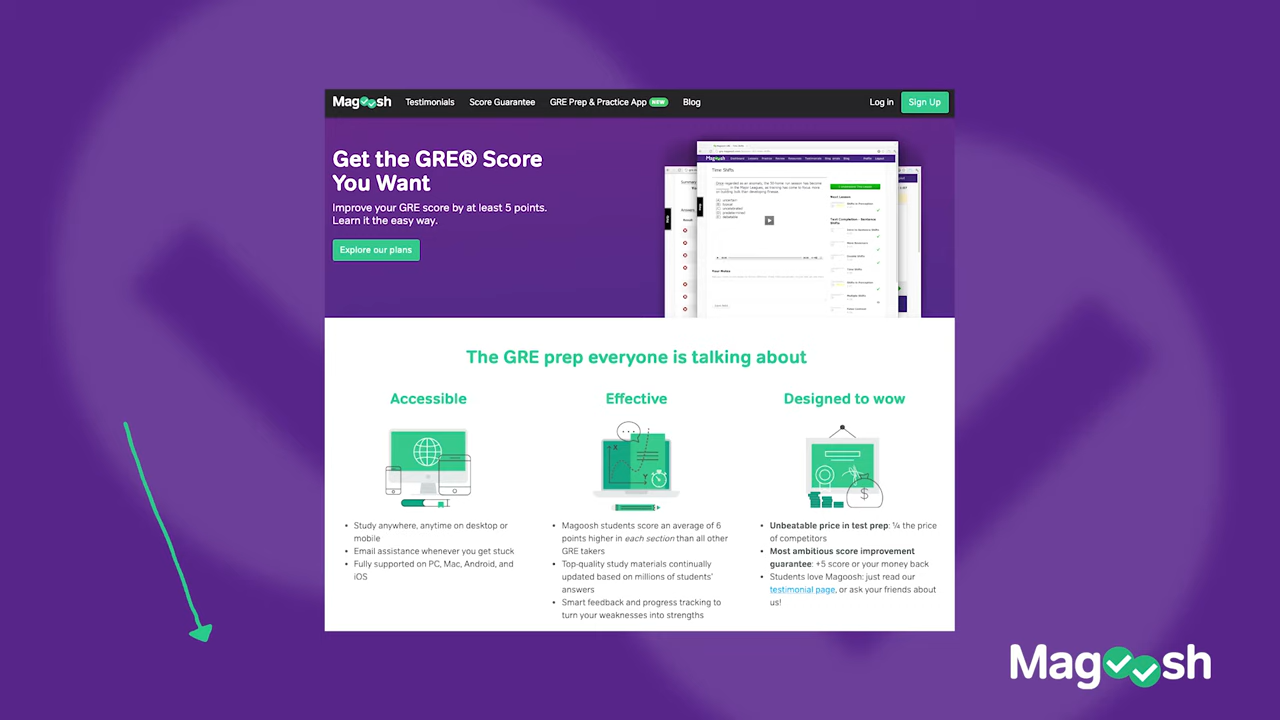 Magoosh Testimonials Score Guarantee GRE Prep & Practice App NEW Blog Log in Sign Up
Get the GRE® Score
You Want
Improve your GRE score by at least 5 points.
Learn it the easy way.
Explore our plans
Magoosh
Time Shifts
The GRE prep everyone is talking about
Accessible
Study anywhere, anytime on desktop or
mobile
Email assistance whenever you get stuck
Fully supported on PC, Mac, Android, and
iOS
Effective
X
Y
Magoosh students score an average of 6
points higher in each section than all other
GRE takers
Top-quality study materials continually
updated based on millions of students'
answers
Smart feedback and progress tracking to
turn your weaknesses into strengths
Designed to wow
$
Unbeatable price in test prep: ¼ the price
of competitors
Most ambitious score improvement
guarantee: +5 score or your money back
Students love Magoosh: just read our
testimonial page, or ask your friends about
us!
Magoosh